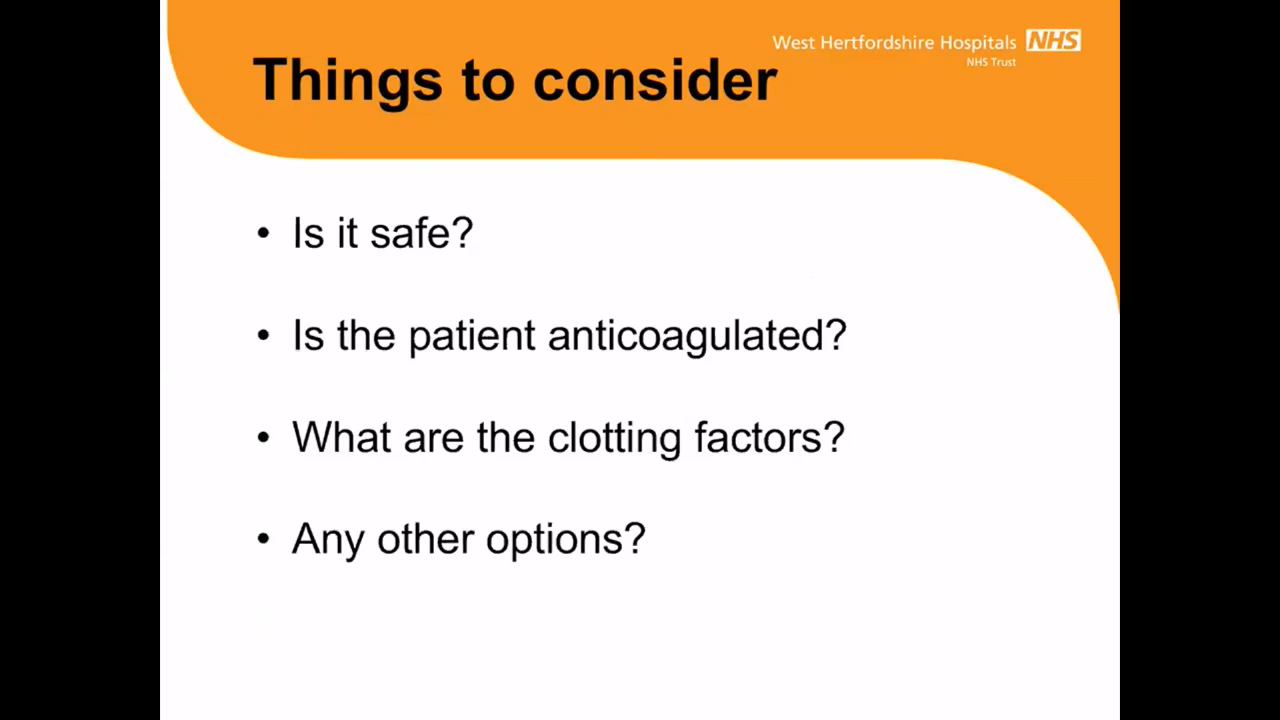 West Hertfordshire Hospitals NHS
NHS Trust
Things to consider
• Is it safe?
• Is the patient anticoagulated?
• What are the clotting factors?
• Any other options?